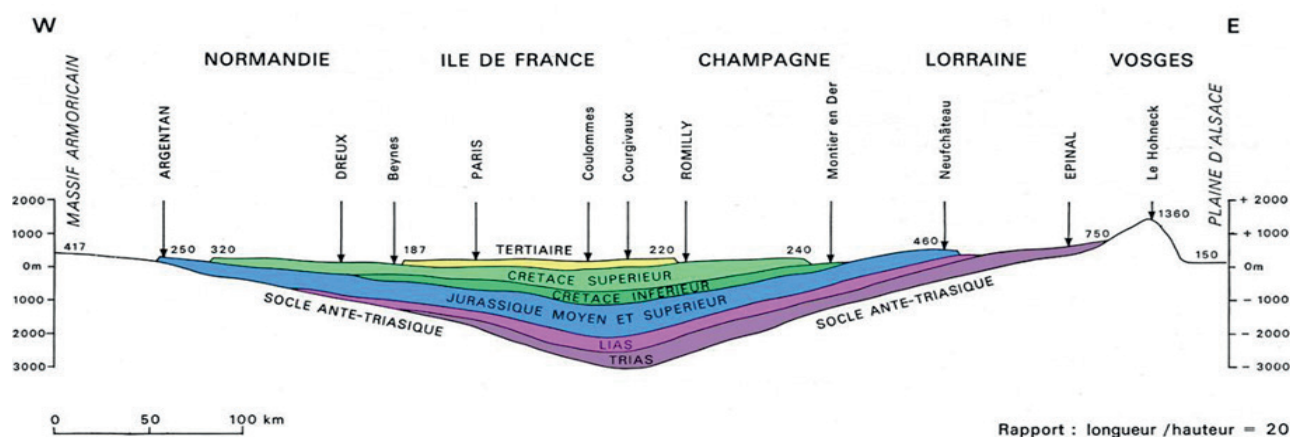 W E
NORMANDIE ILE DE FRANCE CHAMPAGNE LORRAINE VOSGES
MASSIF ARMORICAIN
ARGENTAN
DREUX
Beynes
PARIS
Coulommes
Courgivaux
ROMILLY
Montier en Der
Neufchâteau
EPINAL
Le Hohneck
PLAINE D'ALSACE
2000 + 2000
1000 + 1000
0m 0m
1000 - 1000
2000 - 2000
3000 - 3000
417 250 320 187 220 240 460 750 1360 150
TERTIAIRE
CRETACE SUPERIEUR
CRETACE INFERIEUR
JURASSIQUE MOYEN ET SUPERIEUR
SOCLE ANTE-TRIASIQUE SOCLE ANTE-TRIASIQUE
LIAS
TRIAS
0 50 100 km
Rapport : longueur /hauteur = 20